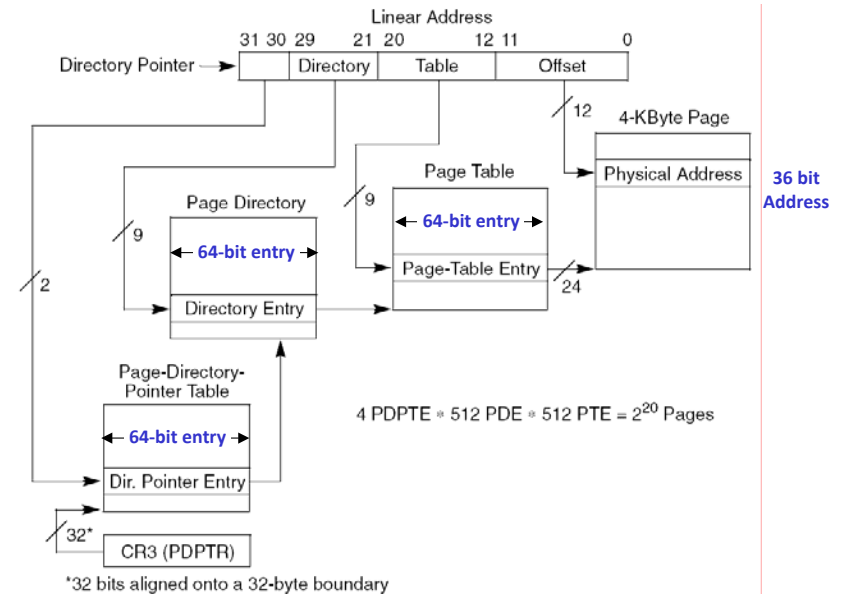 Linear Address
31 30 29 21 20 12 11 0
Directory Pointer
Directory
Table
Offset
12
4-KByte Page
Physical Address
36 bit
Address
Page Table
9
64-bit entry
Page-Table Entry
24
Page Directory
9
64-bit entry
Directory Entry
2
Page-Directory-
Pointer Table
64-bit entry
Dir. Pointer Entry
4 PDPTE * 512 PDE * 512 PTE = 2^20 Pages
32*
CR3 (PDPTR)
*32 bits aligned onto a 32-byte boundary